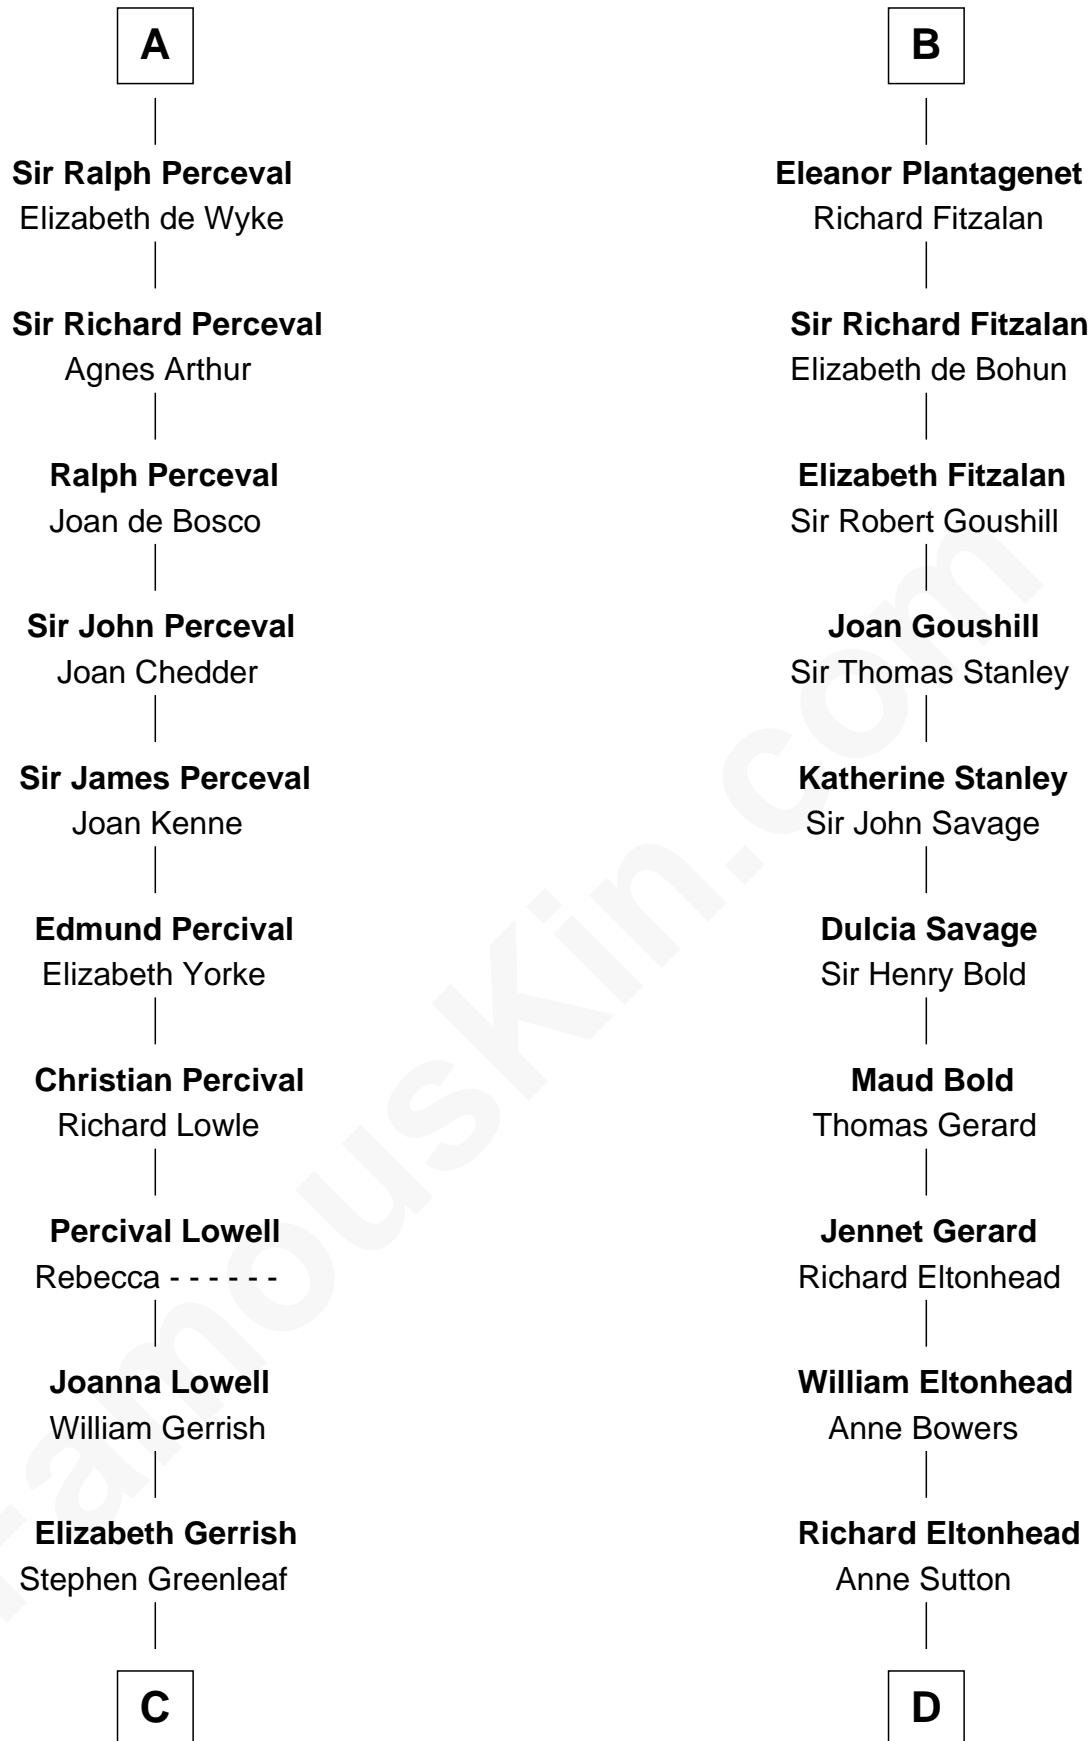 A
Sir Ralph Perceval
Elizabeth de Wyke
Sir Richard Perceval
Agnes Arthur
Ralph Perceval
Joan de Bosco
Sir John Perceval
Joan Chedder
Sir James Perceval
Joan Kenne
Edmund Percival
Elizabeth Yorke
Christian Percival
Richard Lowle
Percival Lowell
Rebecca - - - - - -
Joanna Lowell
William Gerrish
Elizabeth Gerrish
Stephen Greenleaf
C
B
Eleanor Plantagenet
Richard Fitzalan
Sir Richard Fitzalan
Elizabeth de Bohun
Elizabeth Fitzalan
Sir Robert Goushill
Joan Goushill
Sir Thomas Stanley
Katherine Stanley
Sir John Savage
Dulcia Savage
Sir Henry Bold
Maud Bold
Thomas Gerard
Jennet Gerard
Richard Eltonhead
William Eltonhead
Anne Bowers
Richard Eltonhead
Anne Sutton
D
FamousKin.com